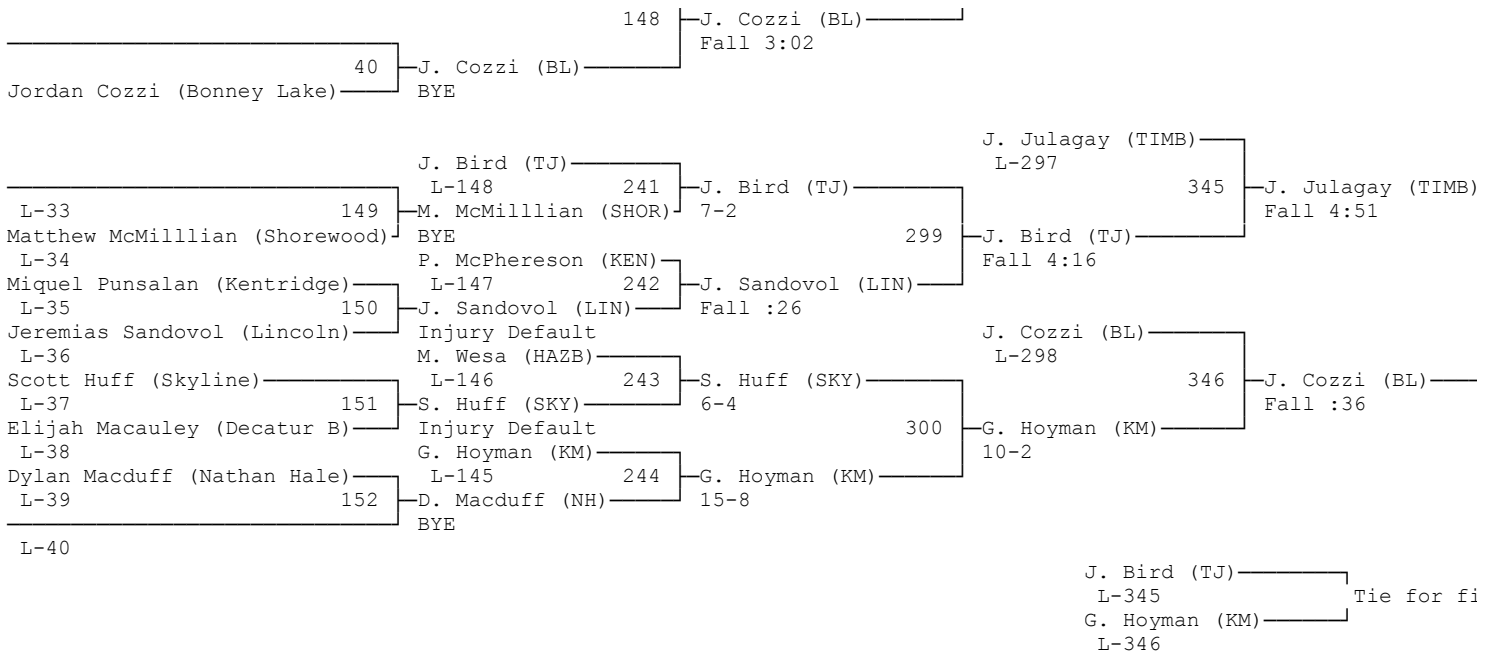 148 J. Cozzi (BL)
Fall 3:02
40 J. Cozzi (BL)
Jordan Cozzi (Bonney Lake) BYE
J. Julagay (TIMB)
J. Bird (TJ) L-297
L-148 241 J. Bird (TJ) 345 J. Julagay (TIMB)
L-33 149 M. McMilllian (SHOR) 7-2 Fall 4:51
Matthew McMilllian (Shorewood) BYE 299 J. Bird (TJ)
L-34 P. McPhereson (KEN) Fall 4:16
Miquel Punsalan (Kentridge) L-147 242 J. Sandovol (LIN)
L-35 150 J. Sandovol (LIN) Fall :26
Jeremias Sandovol (Lincoln) Injury Default J. Cozzi (BL)
L-36 M. Wesa (HAZB) L-298
Scott Huff (Skyline) L-146 243 S. Huff (SKY) 346 J. Cozzi (BL)
L-37 151 S. Huff (SKY) 6-4 Fall :36
Elijah Macauley (Decatur B) Injury Default 300 G. Hoyman (KM)
L-38 G. Hoyman (KM) 10-2
Dylan Macduff (Nathan Hale) L-145 244 G. Hoyman (KM)
L-39 152 D. Macduff (NH) 15-8
BYE
L-40
J. Bird (TJ)
L-345 Tie for fi
G. Hoyman (KM)
L-346